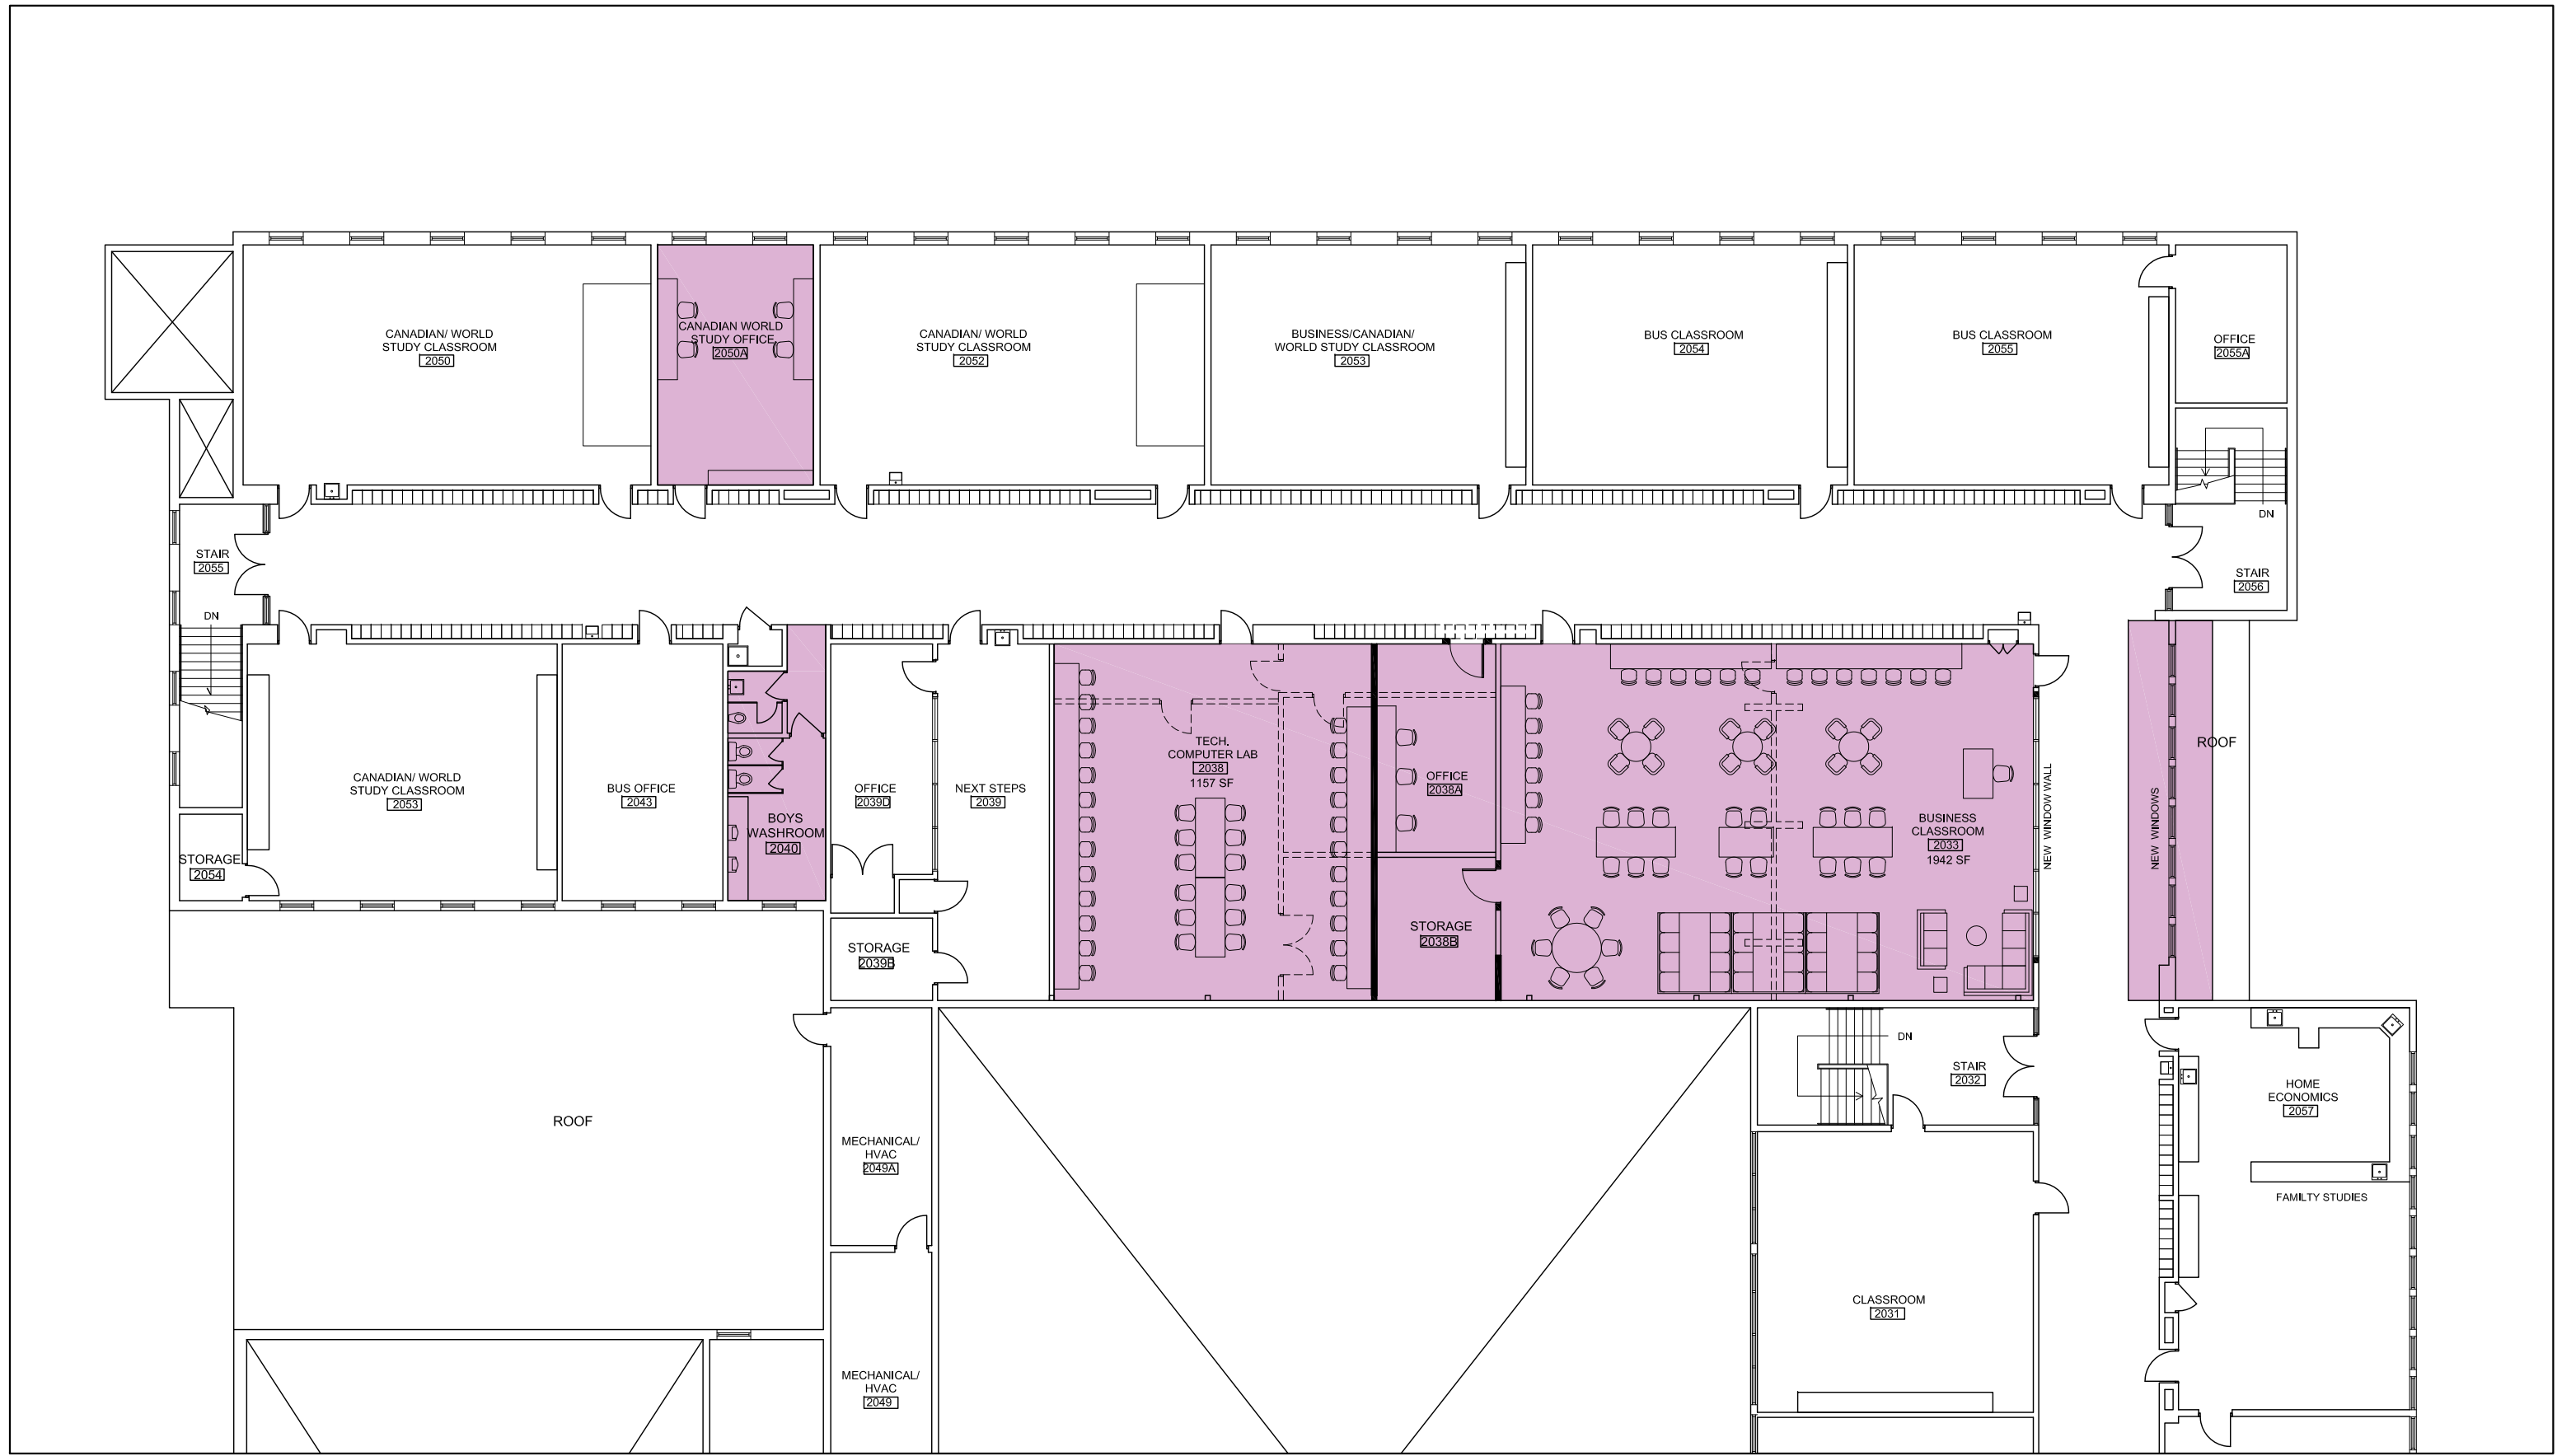 CANADIAN/ WORLD
STUDY CLASSROOM
2050
CANADIAN WORLD
STUDY OFFICE
2050A
CANADIAN/ WORLD
STUDY CLASSROOM
2052
BUSINESS/CANADIAN/
WORLD STUDY CLASSROOM
2053
BUS CLASSROOM
2054
BUS CLASSROOM
2055
OFFICE
2055A
DN
STAIR
2055
DN
STAIR
2056
CANADIAN/ WORLD
STUDY CLASSROOM
2053
STORAGE
2054
BUS OFFICE
2043
BOYS
WASHROOM
2040
OFFICE
2039D
NEXT STEPS
2039
STORAGE
2039B
TECH.
COMPUTER LAB
2038
1157 SF
OFFICE
2038A
STORAGE
2038B
BUSINESS
CLASSROOM
2033
1942 SF
NEW WINDOW WALL
NEW WINDOWS
ROOF
DN
STAIR
2032
HOME
ECONOMICS
2057
FAMILTY STUDIES
ROOF
MECHANICAL/
HVAC
2049A
CLASSROOM
2031
MECHANICAL/
HVAC
2049